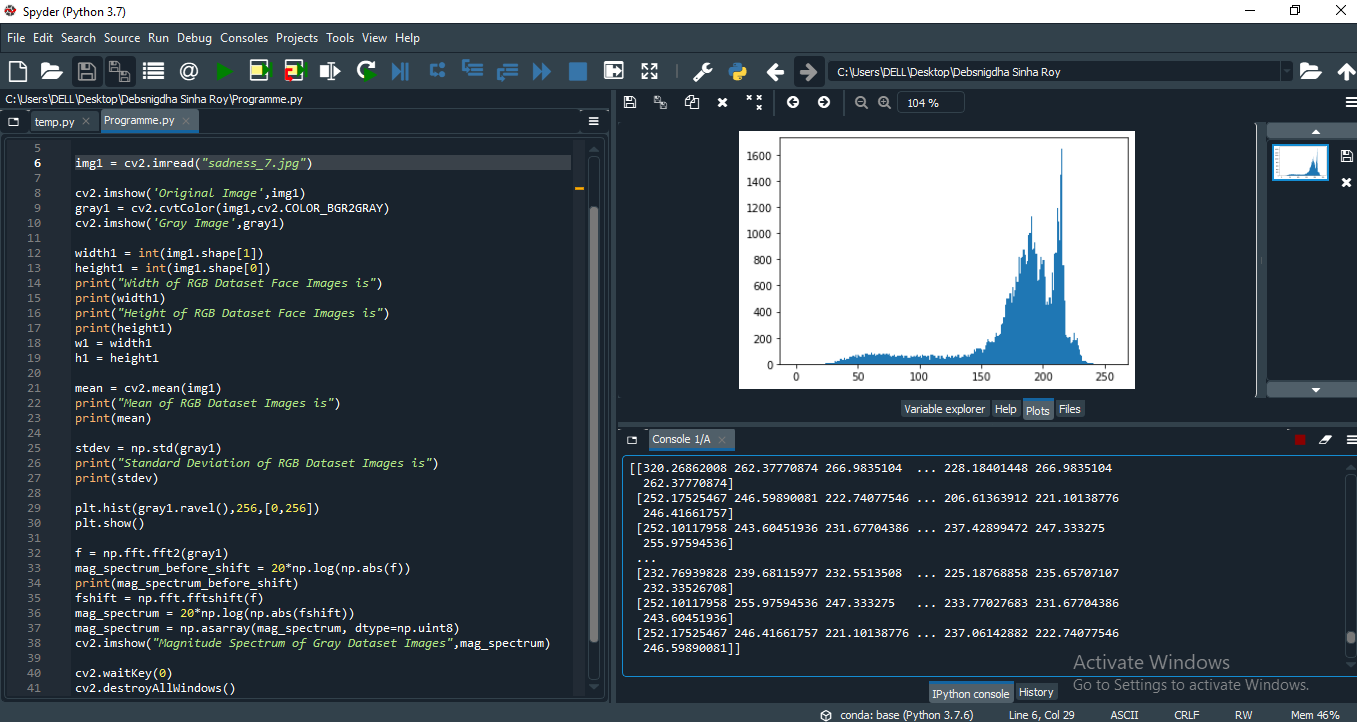 Spyder (Python 3.7)
File Edit Search Source Run Debug Consoles Projects Tools View Help
C:\Users\DELL\Desktop\Debsnigdha Sinha Roy
C:\Users\DELL\Desktop\Debsnigdha Sinha Roy\Programme.py
temp.py Programme.py
5
6 img1 = cv2.imread("sadness_7.jpg")
7
8 cv2.imshow('Original Image',img1)
9 gray1 = cv2.cvtColor(img1,cv2.COLOR_BGR2GRAY)
10 cv2.imshow('Gray Image',gray1)
11
12 width1 = int(img1.shape[1])
13 height1 = int(img1.shape[0])
14 print("Width of RGB Dataset Face Images is")
15 print(width1)
16 print("Height of RGB Dataset Face Images is")
17 print(height1)
18 w1 = width1
19 h1 = height1
20
21 mean = cv2.mean(img1)
22 print("Mean of RGB Dataset Images is")
23 print(mean)
24
25 stdev = np.std(gray1)
26 print("Standard Deviation of RGB Dataset Images is")
27 print(stdev)
28
29 plt.hist(gray1.ravel(),256,[0,256])
30 plt.show()
31
32 f = np.fft.fft2(gray1)
33 mag_spectrum_before_shift = 20*np.log(np.abs(f))
34 print(mag_spectrum_before_shift)
35 fshift = np.fft.fftshift(f)
36 mag_spectrum = 20*np.log(np.abs(fshift))
37 mag_spectrum = np.asarray(mag_spectrum, dtype=np.uint8)
38 cv2.imshow("Magnitude Spectrum of Gray Dataset Images",mag_spectrum)
39
40 cv2.waitKey(0)
41 cv2.destroyAllWindows()
104 %
1600
1400
1200
1000
800
600
400
200
0
0 50 100 150 200 250
Variable explorer Help Plots Files
Console 1/A
[[320.26862008 262.37770874 266.9835104 ... 228.18401448 266.9835104
262.37770874]
[252.17525467 246.59890081 222.74077546 ... 206.61363912 221.10138776
246.41661757]
[252.10117958 243.60451936 231.67704386 ... 237.42899472 247.333275
255.97594536]
...
[232.76939828 239.68115977 232.5513508 ... 225.18768858 235.65707107
232.33526708]
[252.10117958 255.97594536 247.333275 ... 233.77027683 231.67704386
243.60451936]
[252.17525467 246.41661757 221.10138776 ... 237.06142882 222.74077546
246.59890081]]
Activate Windows
Go to Settings to activate Windows.
IPython console History
conda: base (Python 3.7.6) Line 6, Col 29 ASCII CRLF RW Mem 46%